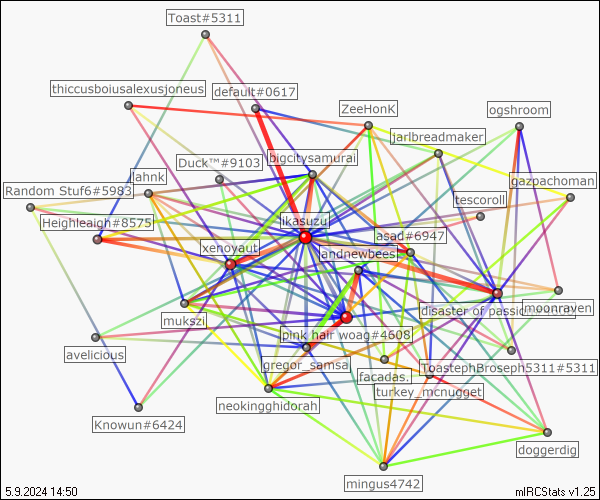 Toast#5311
thiccusboiusalexusjoneus
default#0617
ZeeHonK
ogshroom
jarlbreadmaker
bigcitysamurai
Duck™#9103
lahnk
gazpachoman
Random Stuf6#5983
tescoroll
Heighleaigh#8575
ikasuzu
asad#6947
xenoyaut
landnewbees
mukszi
disaster of passion
moonraven
pink hair woag#4608
avelicious
gregor_samsa
facadas.
ToastephBroseph5311#5311
turkey_mcnugget
neokingghidorah
Knowun#6424
doggerdig
mingus4742
5.9.2024 14:50
mIRCStats v1.25